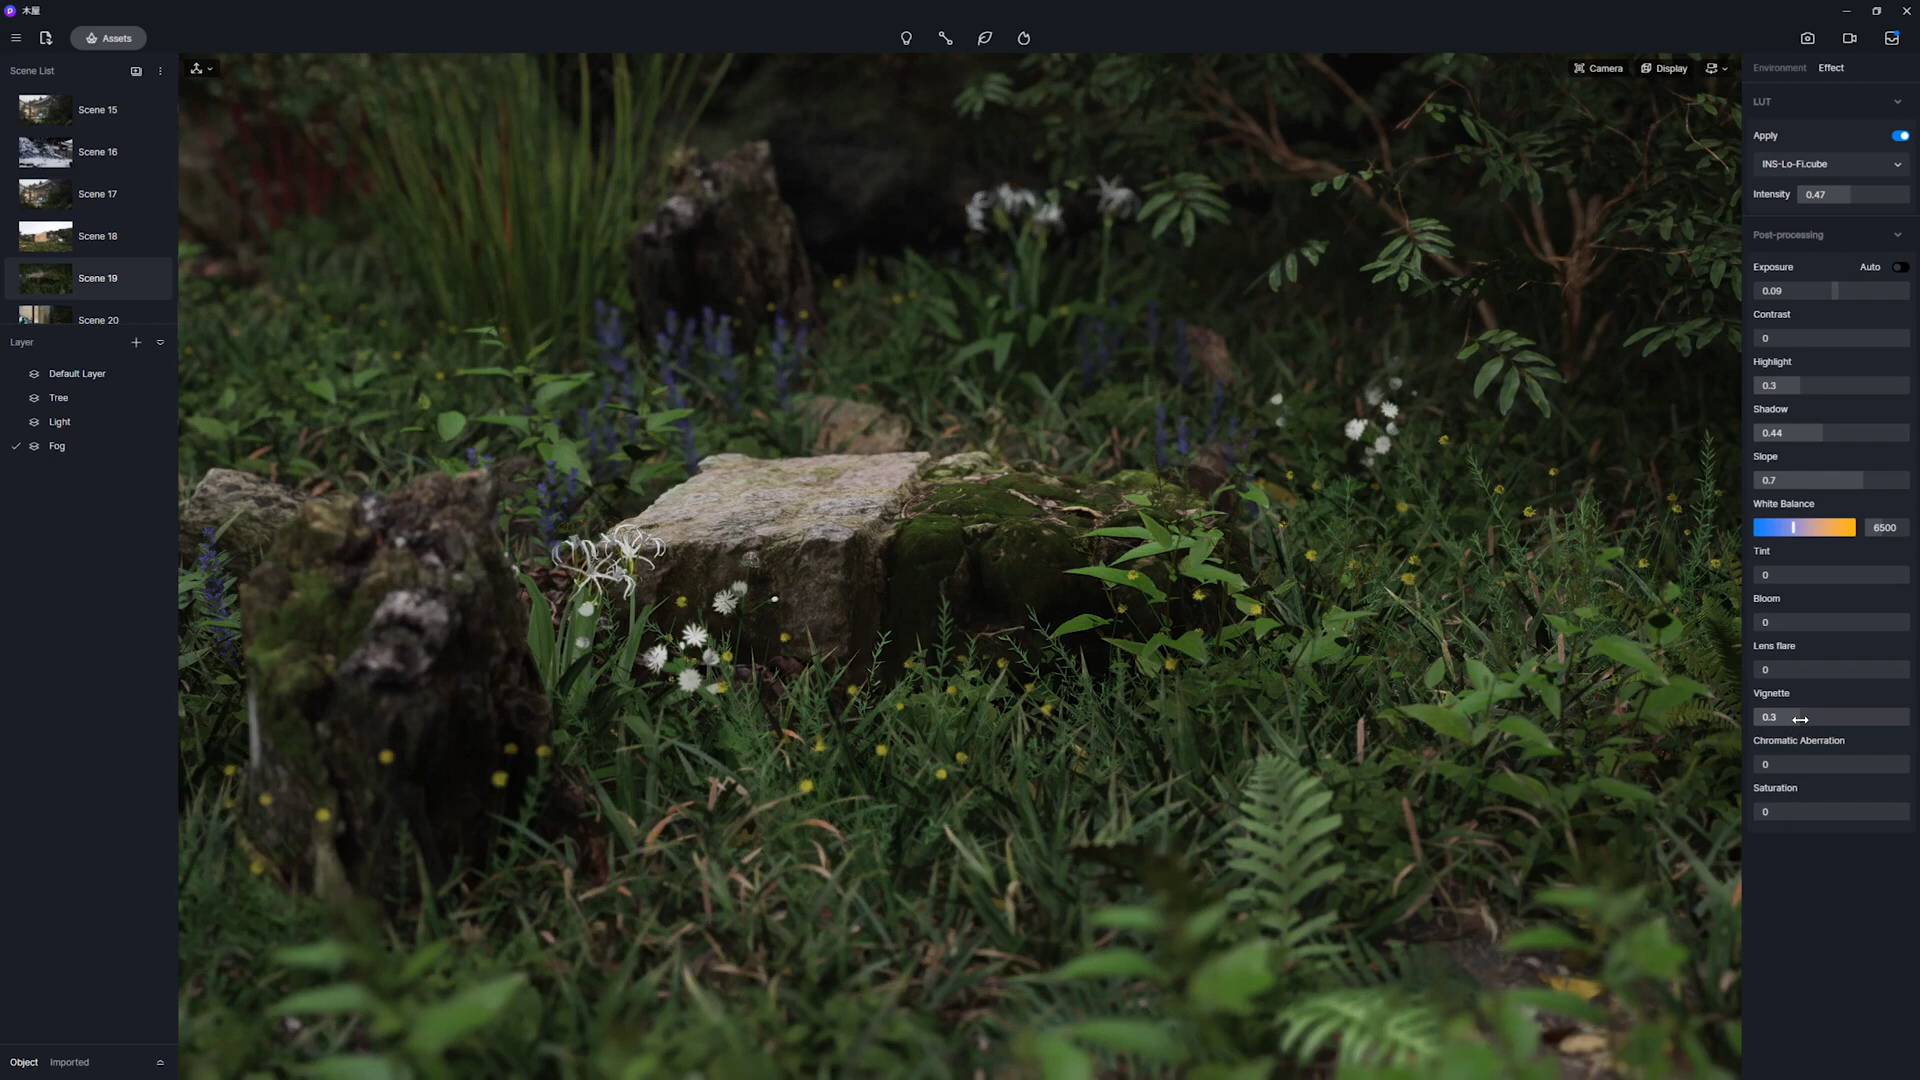 木屋
Assets
Scene List
Scene 15
Scene 16
Scene 17
Scene 18
Scene 19
Scene 20
Layer
Default Layer
Tree
Light
Fog
Object Imported
Camera Display
Environment Effect
LUT
Apply
INS-Lo-Fi.cube
Intensity 0.47
Post-processing
Exposure Auto
0.09
Contrast
0
Highlight
0.3
Shadow
0.44
Slope
0.7
White Balance
6500
Tint
0
Bloom
0
Lens flare
0
Vignette
0.3
Chromatic Aberration
0
Saturation
0